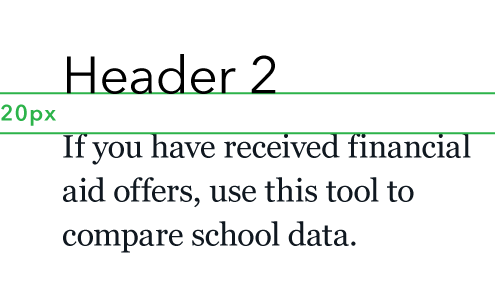 Header 2
20px
If you have received financial
aid offers, use this tool to
compare school data.